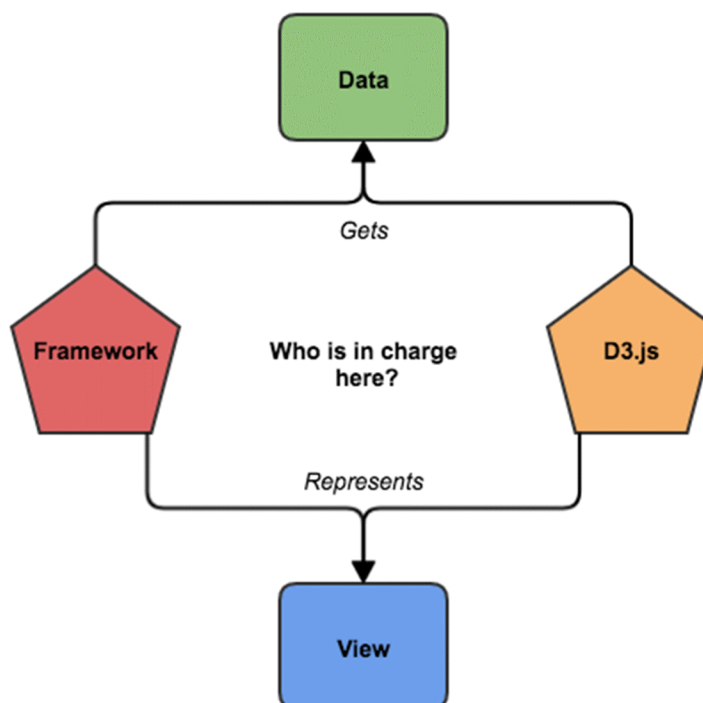 Data
Gets
Framework
Who is in charge
here?
D3.js
Represents
View